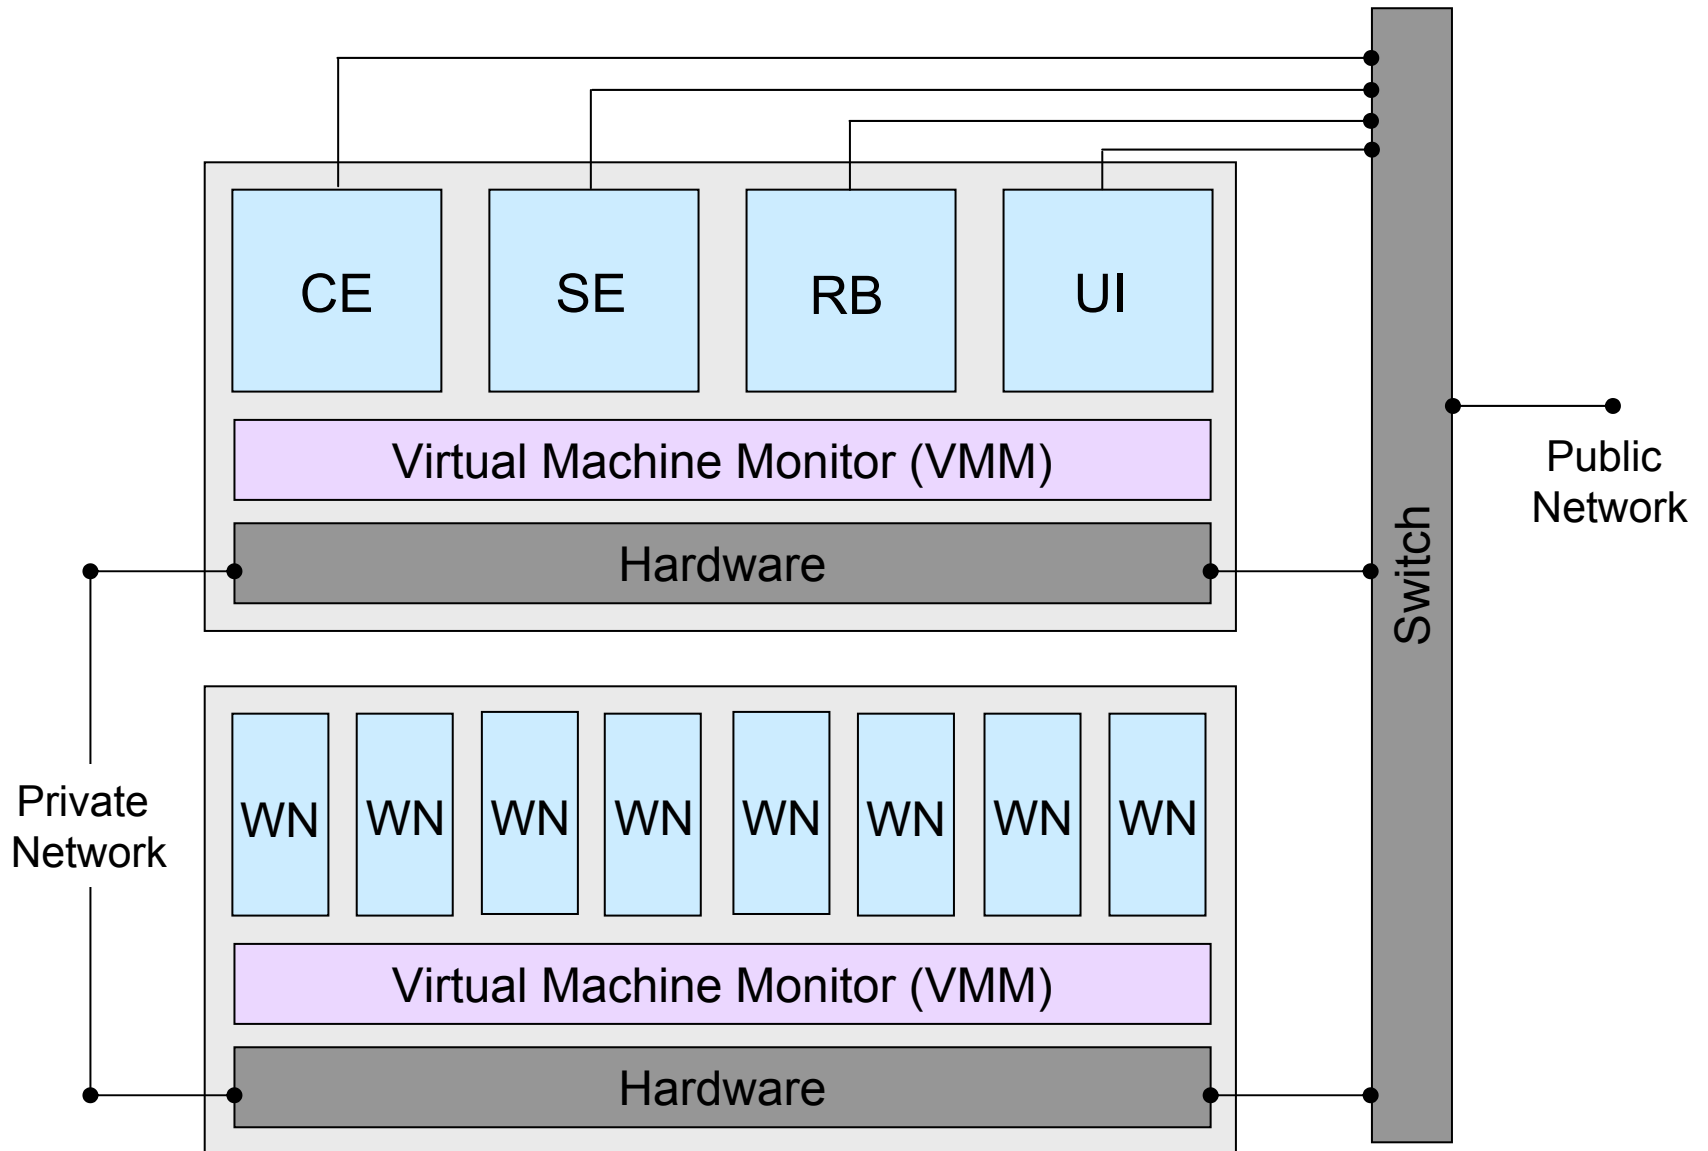 CE
SE
RB
UI
Virtual Machine Monitor (VMM)
Hardware
Switch
Public
Network
Private
Network
WN
WN
WN
WN
WN
WN
WN
WN
Virtual Machine Monitor (VMM)
Hardware